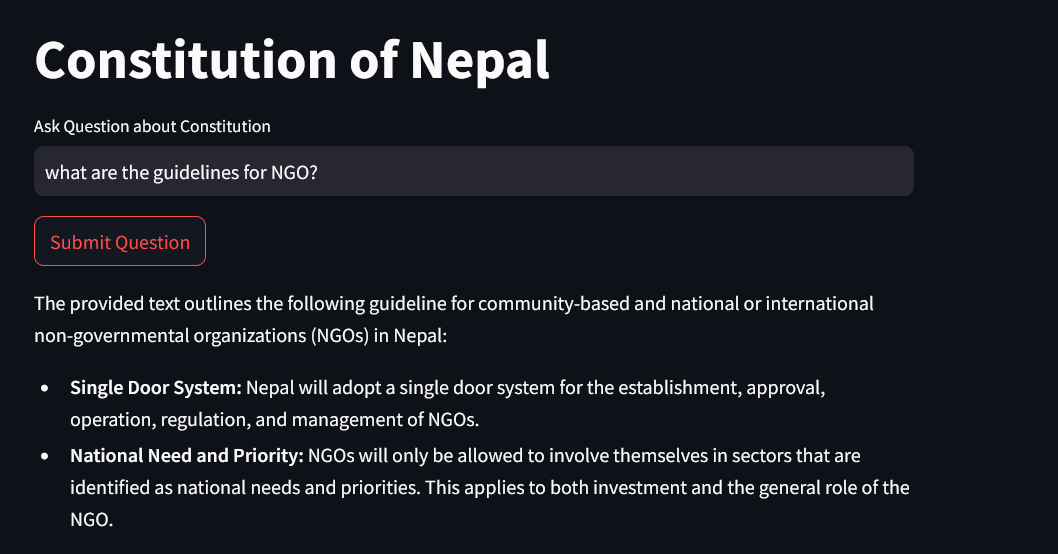 Constitution of Nepal
Ask Question about Constitution
what are the guidelines for NGO?
Submit Question
The provided text outlines the following guideline for community-based and national or international
non-governmental organizations (NGOs) in Nepal:
• Single Door System: Nepal will adopt a single door system for the establishment, approval,
operation, regulation, and management of NGOs.
• National Need and Priority: NGOs will only be allowed to involve themselves in sectors that are
identified as national needs and priorities. This applies to both investment and the general role of the
NGO.